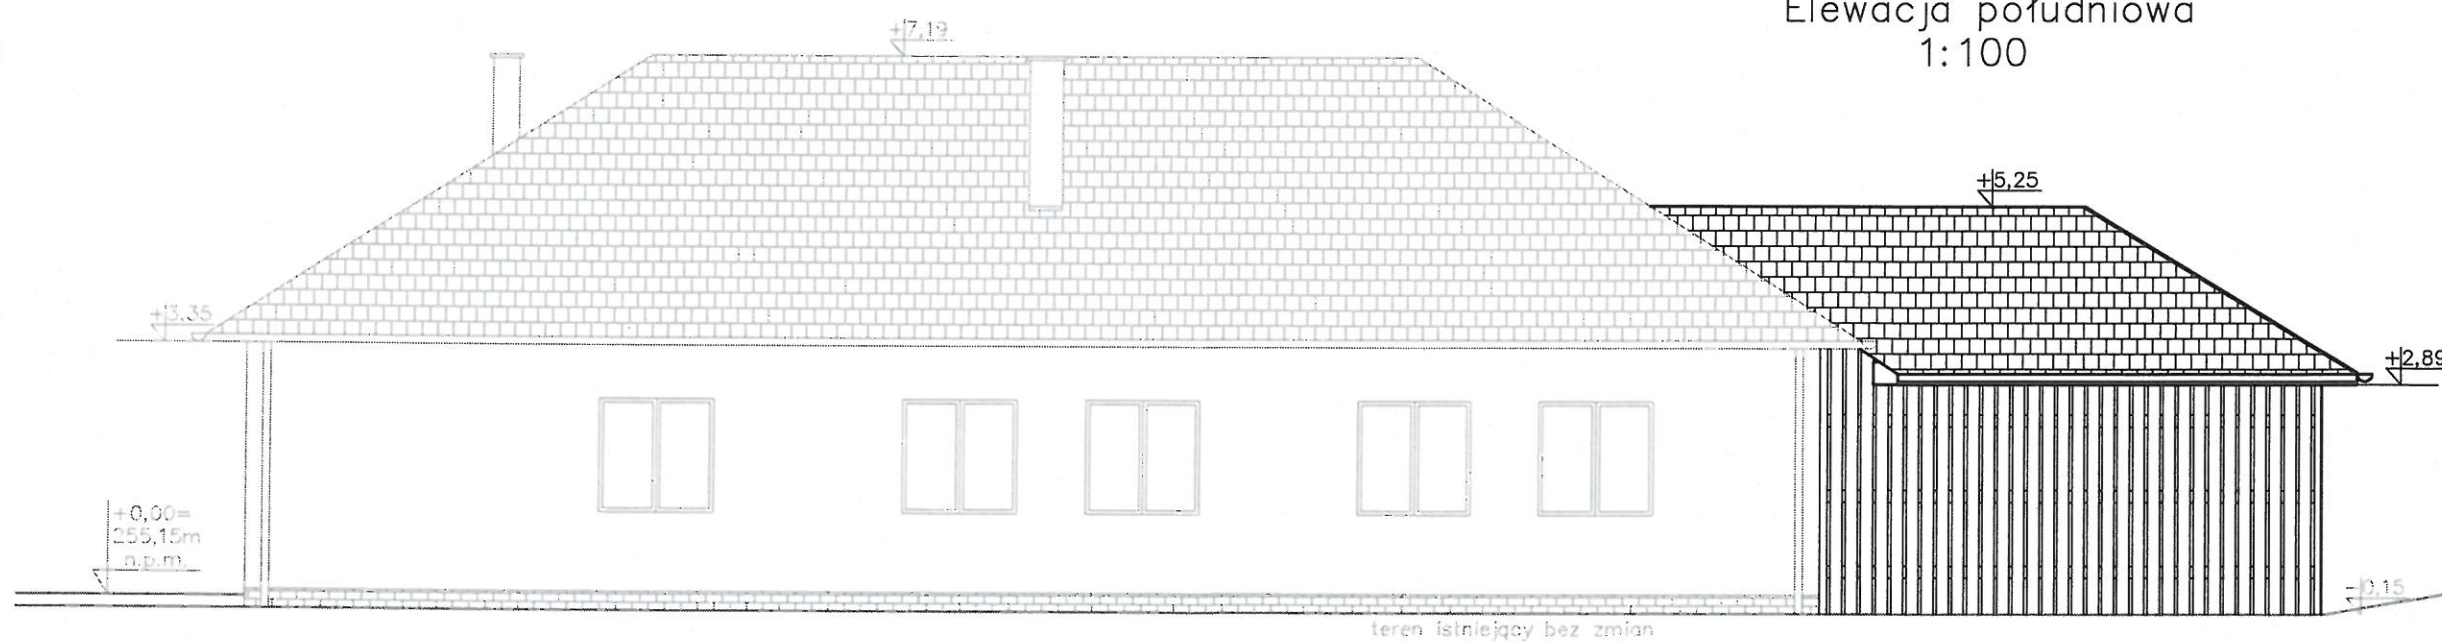 Elewacja południowa
1:100
+7,19
+5,25
+3,35
+2,89
+0,00=
255,15m
n.p.m.
-0,15
teren istniejący bez zmian